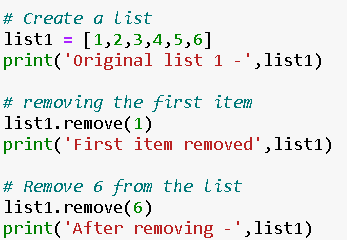 # Create a list
list1 = [1,2,3,4,5,6]
print('Original list 1 -',list1)
# removing the first item
list1.remove(1)
print('First item removed',list1)
# Remove 6 from the list
list1.remove(6)
print('After removing -',list1)